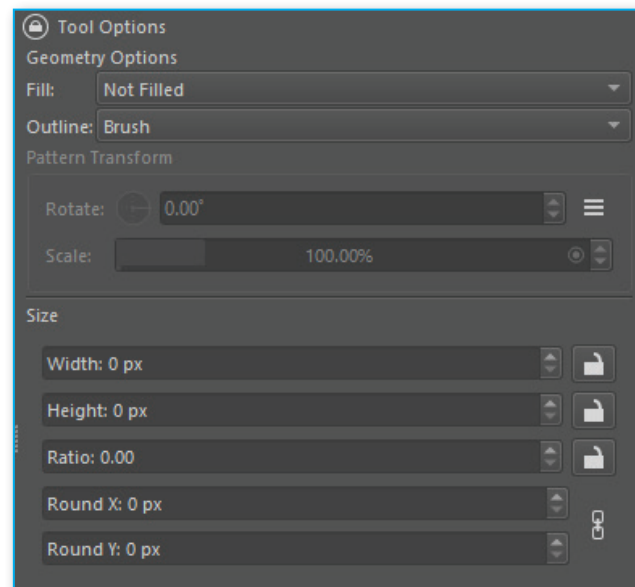 Tool Options
Geometry Options
Fill: Not Filled
Outline: Brush
Pattern Transform
Rotate: 0.00°
Scale: 100.00%
Size
Width: 0 px
Height: 0 px
Ratio: 0.00
Round X: 0 px
Round Y: 0 px